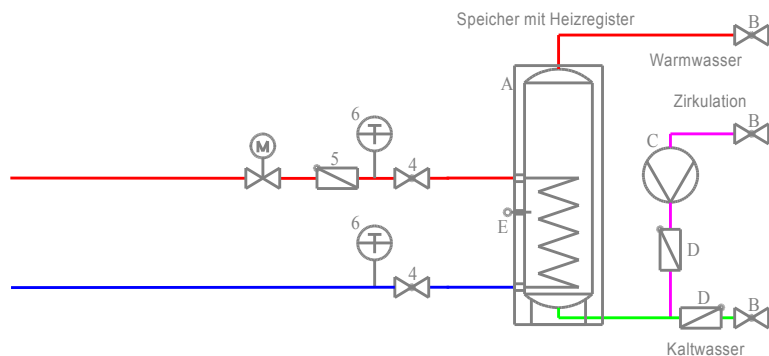 Speicher mit Heizregister
B
Warmwasser
A
Zirkulation
B
6
C
M
5
4
T
6
E
T
4
D
D
B
Kaltwasser